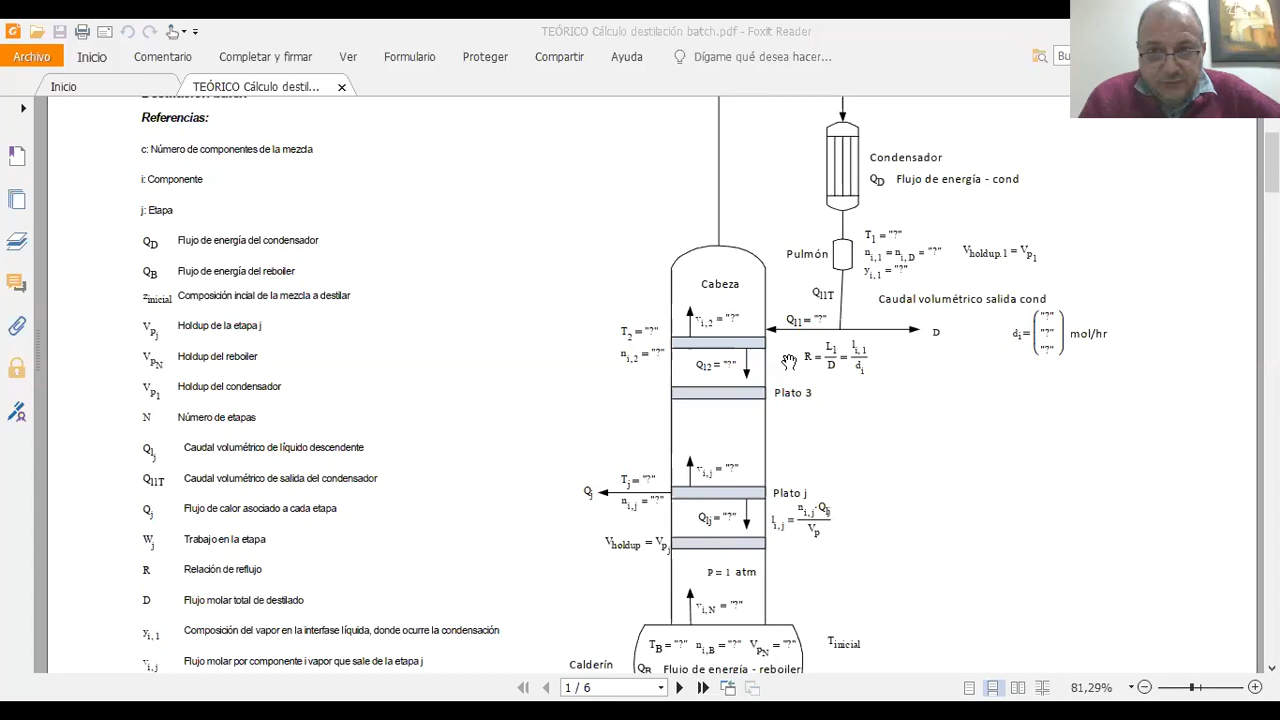 TEÓRICO Cálculo destilación batch.pdf - Foxit Reader
Archivo Inicio Comentario Completar y firmar Ver Formulario Proteger Compartir Ayuda Dígame qué desea hacer...
Inicio TEÓRICO Cálculo destil...
Referencias:
c: Número de componentes de la mezcla
i: Componente
j: Etapa
Q_D Flujo de energía del condensador
Q_B Flujo de energía del reboiler
z_inicial Composición incial de la mezcla a destilar
V_p_j Holdup de la etapa j
V_p_N Holdup del reboiler
V_p_1 Holdup del condensador
N Número de etapas
Q_l_j Caudal volumétrico de líquido descendente
Q_l1T Caudal volumétrico de salida del condensador
Q_j Flujo de calor asociado a cada etapa
W_j Trabajo en la etapa
R Relación de reflujo
D Flujo molar total de destilado
y_i,1 Composición del vapor en la interfase líquida, donde ocurre la condensación
v_i,j Flujo molar por componente i vapor que sale de la etapa j
Condensador
Q_D Flujo de energía - cond
Pulmón
T_1 = "?"
n_i,1 = n_i,D = "?" V_holdup.1 = V_p_1
y_i,1 = "?"
Q_l1T
Caudal volumétrico salida cond
Cabeza
v_i,2 = "?"
Q_l1 = "?"
D
d_i = ("?" "?" "?") mol/hr
T_2 = "?"
n_i,2 = "?"
R = L_1/D = l_i,1/d_i
Q_l2 = "?"
Plato 3
v_i,j = "?"
T_j = "?"
Q_j
n_i,j = "?"
Plato j
Q_lj = "?"
l_i,j = n_i,j·Q_lj/V_p
V_holdup = V_p_j
P = 1 atm
v_i,N = "?"
T_B = "?" n_i,B = "?" V_p_N = "?"
T_inicial
Calderín
Q_B Flujo de energía - reboiler
1 / 6
81,29%